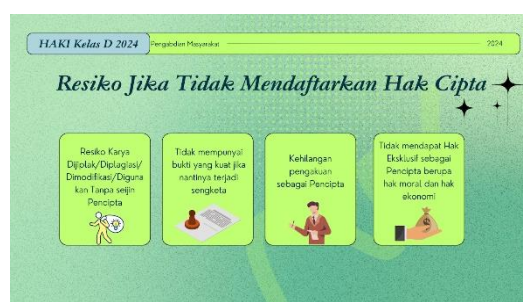 HAKI Kelas D 2024
Pengabdian Masyarakat
2024
Resiko Jika Tidak Mendaftarkan Hak Cipta
Resiko Karya
Dijiplak/Diplagiasi/
Dimodifikasi/Diguna
kan Tanpa seijin
Pencipta
Tidak mempunyai
bukti yang kuat jika
nantinya terjadi
sengketa
Kehilangan
pengakuan
sebagai Pencipta
Tidak mendapat Hak
Eksklusif sebagai
Pencipta berupa
hak moral dan hak
ekonomi